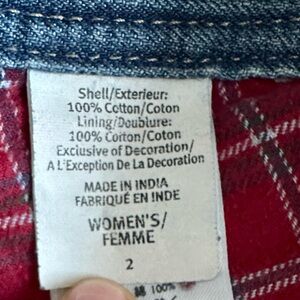 Shell/Exterieur:
100% Cotton/Coton
Lining/Doublure:
100% Cotton/Coton
Exclusive of Decoration/
A L'Exception De La Decoration
MADE IN INDIA
FABRIQUÉ EN INDE
WOMEN'S/
FEMME
2
100%